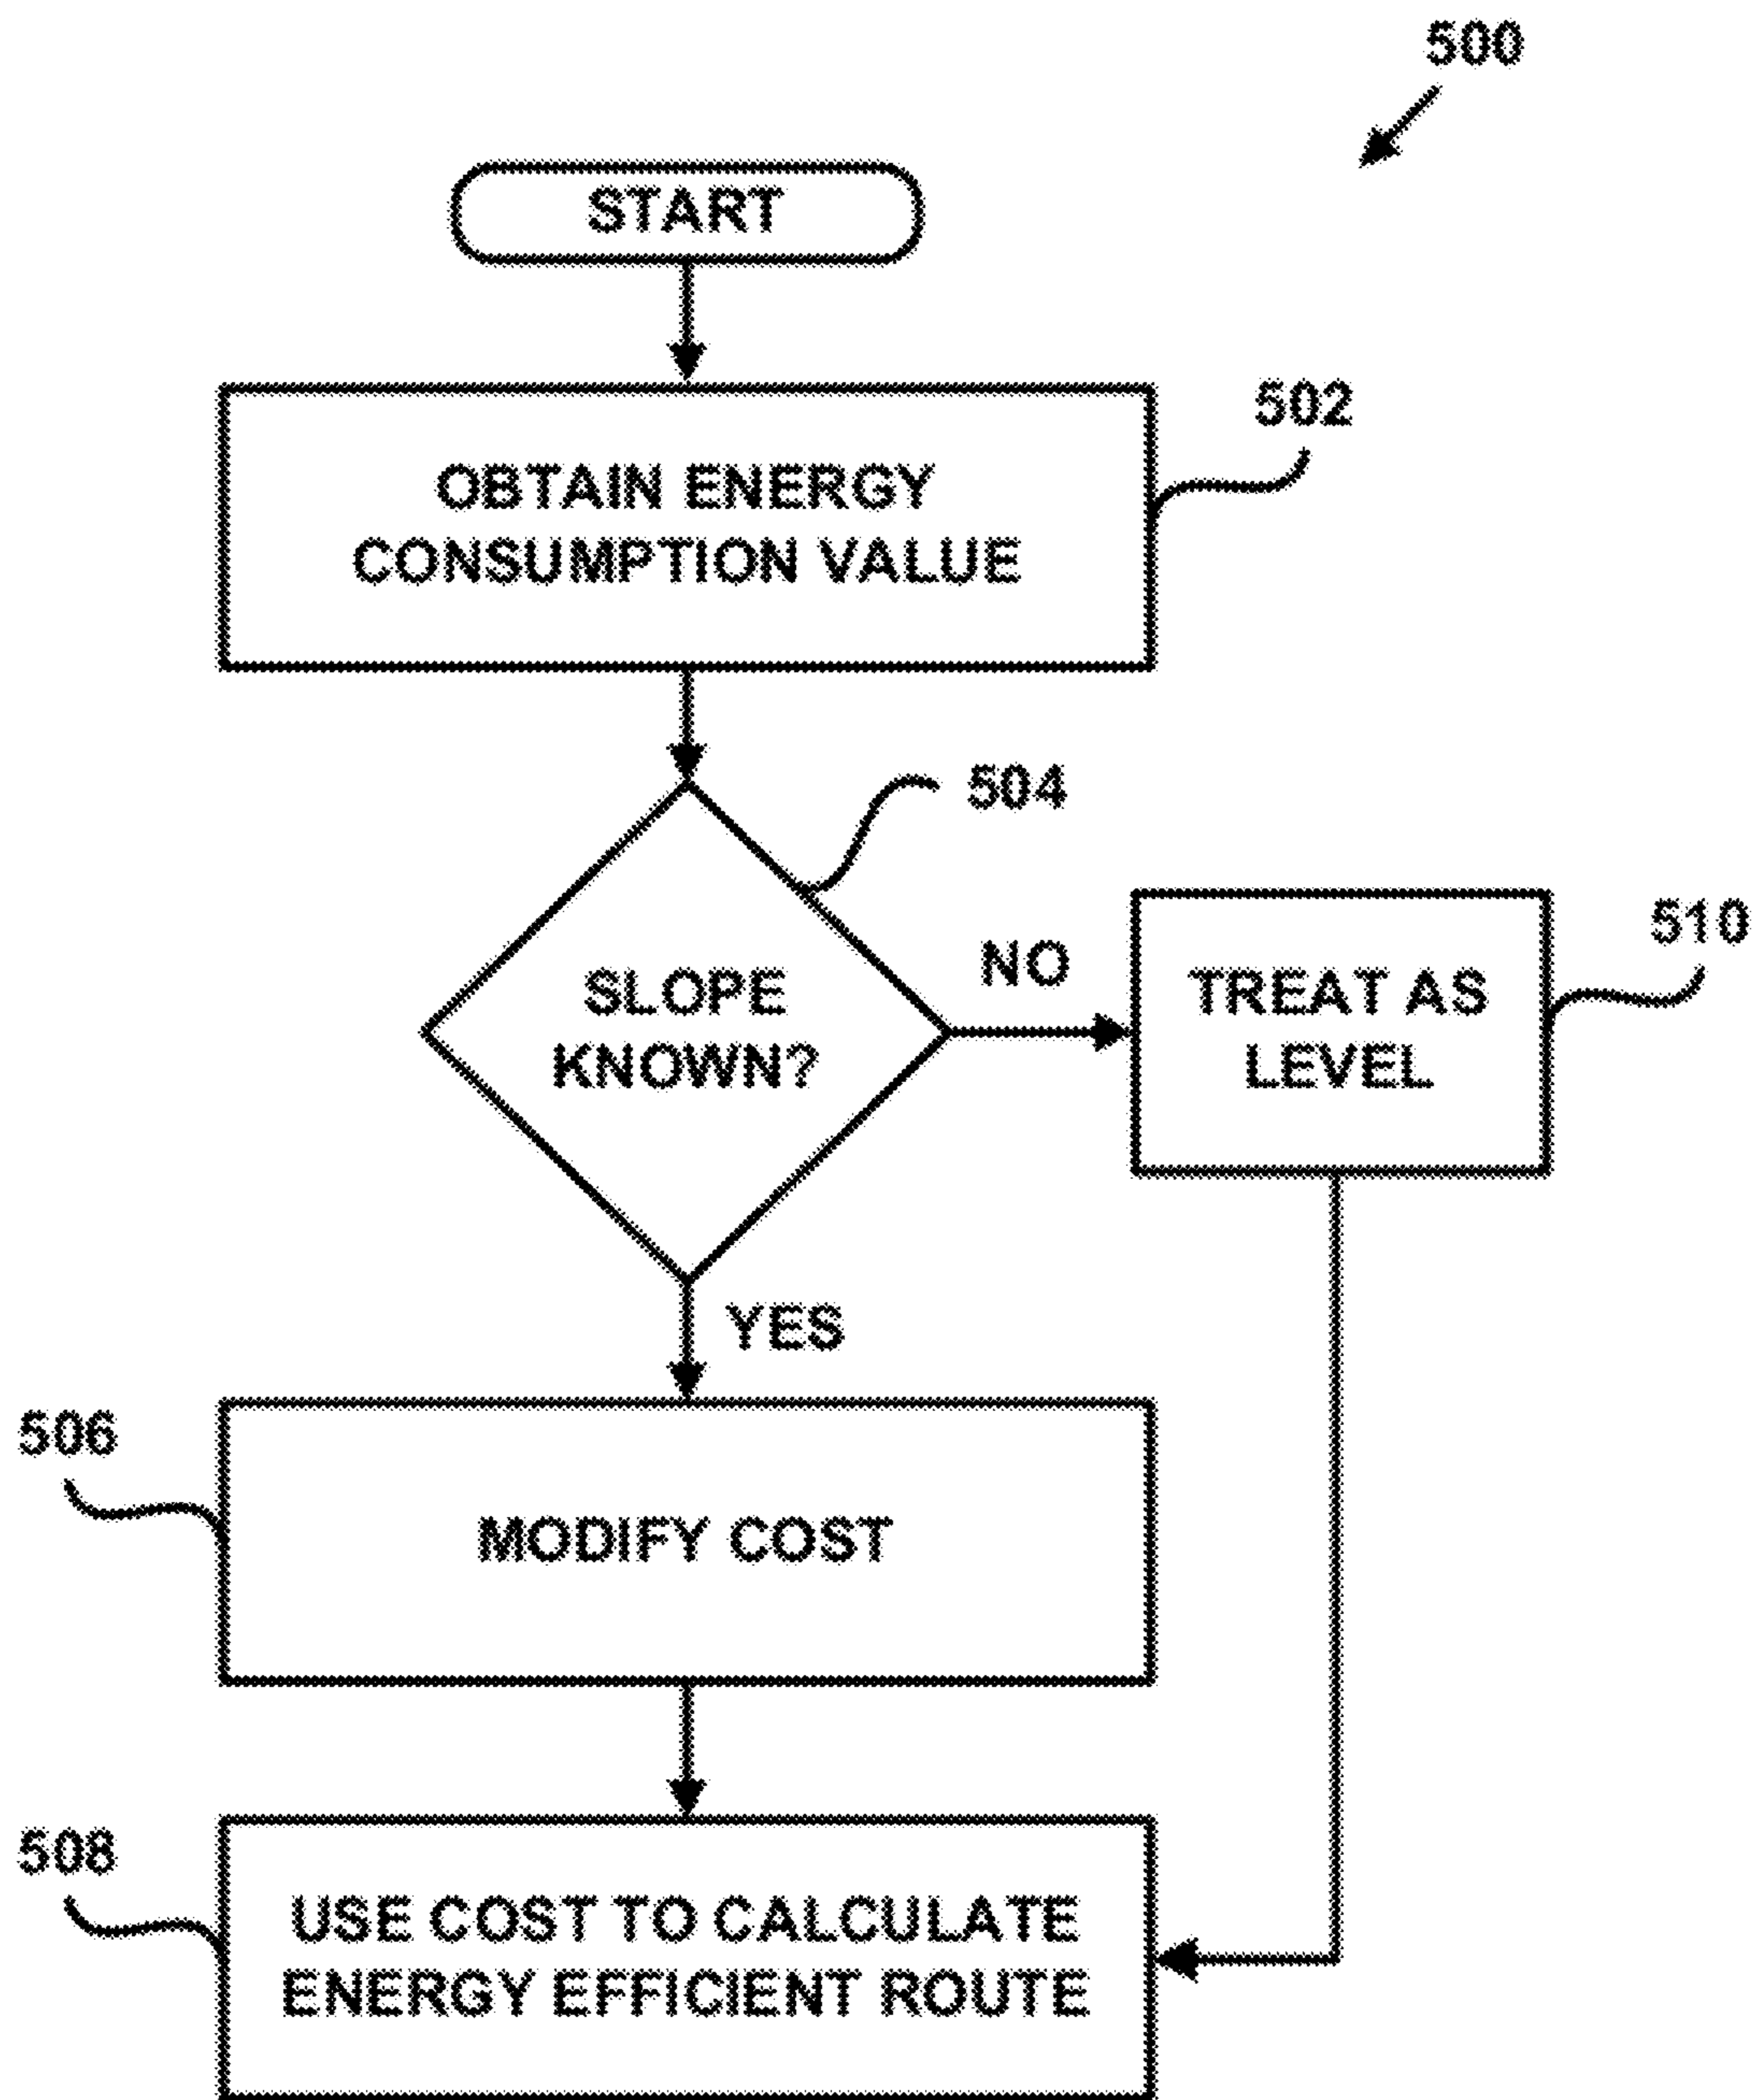 500
START
502
OBTAIN ENERGY
CONSUMPTION VALUE
504
510
NO
SLOPE
KNOWN?
TREAT AS
LEVEL
YES
506
MODIFY COST
508
USE COST TO CALCULATE
ENERGY EFFICIENT ROUTE